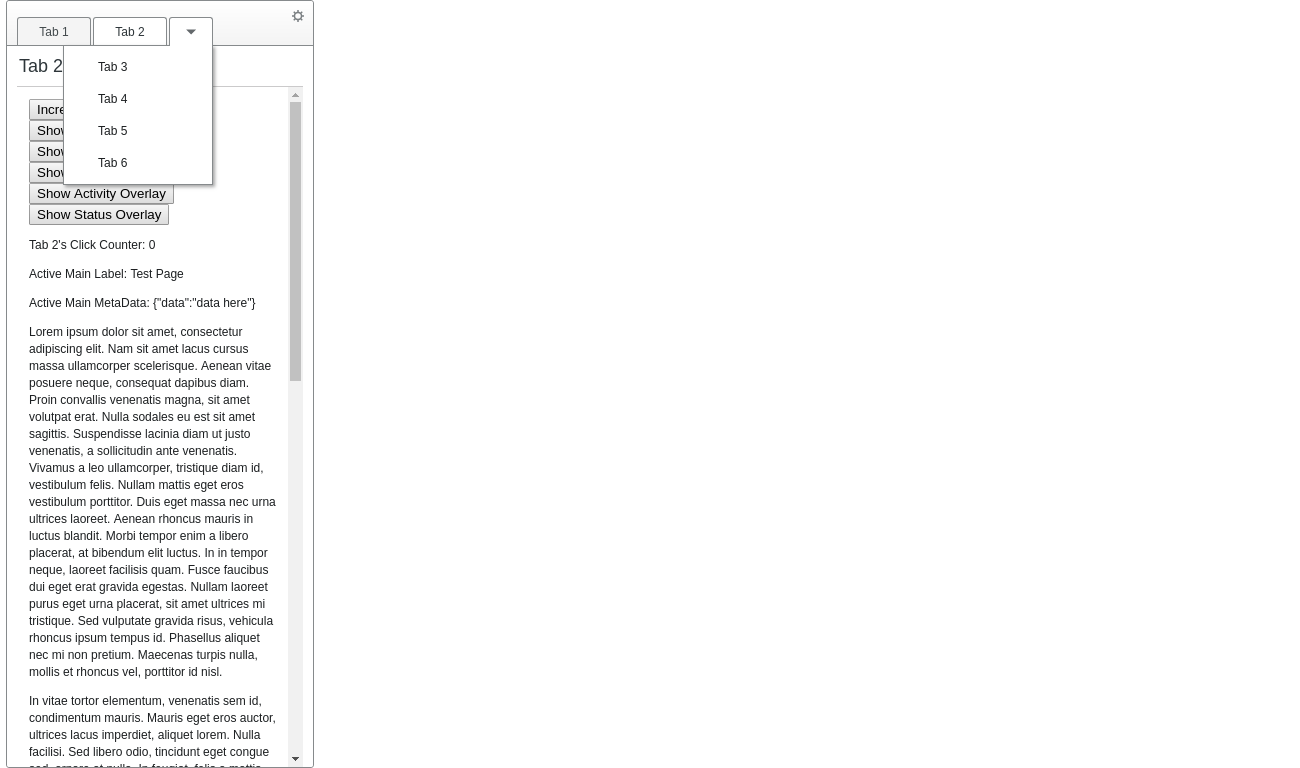 Tab 1
Tab 2
Tab 3
Tab 4
Tab 5
Tab 6
Tab 2
Show Activity Overlay
Show Status Overlay
Tab 2's Click Counter: 0
Active Main Label: Test Page
Active Main MetaData: {"data":"data here"}
Lorem ipsum dolor sit amet, consectetur
adipiscing elit. Nam sit amet lacus cursus
massa ullamcorper scelerisque. Aenean vitae
posuere neque, consequat dapibus diam.
Proin convallis venenatis magna, sit amet
volutpat erat. Nulla sodales eu est sit amet
sagittis. Suspendisse lacinia diam ut justo
venenatis, a sollicitudin ante venenatis.
Vivamus a leo ullamcorper, tristique diam id,
vestibulum felis. Nullam mattis eget eros
vestibulum porttitor. Duis eget massa nec urna
ultrices laoreet. Aenean rhoncus mauris in
luctus blandit. Morbi tempor enim a libero
placerat, at bibendum elit luctus. In in tempor
neque, laoreet facilisis quam. Fusce faucibus
dui eget erat gravida egestas. Nullam laoreet
purus eget urna placerat, sit amet ultrices mi
tristique. Sed vulputate gravida risus, vehicula
rhoncus ipsum tempus id. Phasellus aliquet
nec mi non pretium. Maecenas turpis nulla,
mollis et rhoncus vel, porttitor id nisl.
In vitae tortor elementum, venenatis sem id,
condimentum mauris. Mauris eget eros auctor,
ultrices lacus imperdiet, aliquet lorem. Nulla
facilisi. Sed libero odio, tincidunt eget congue